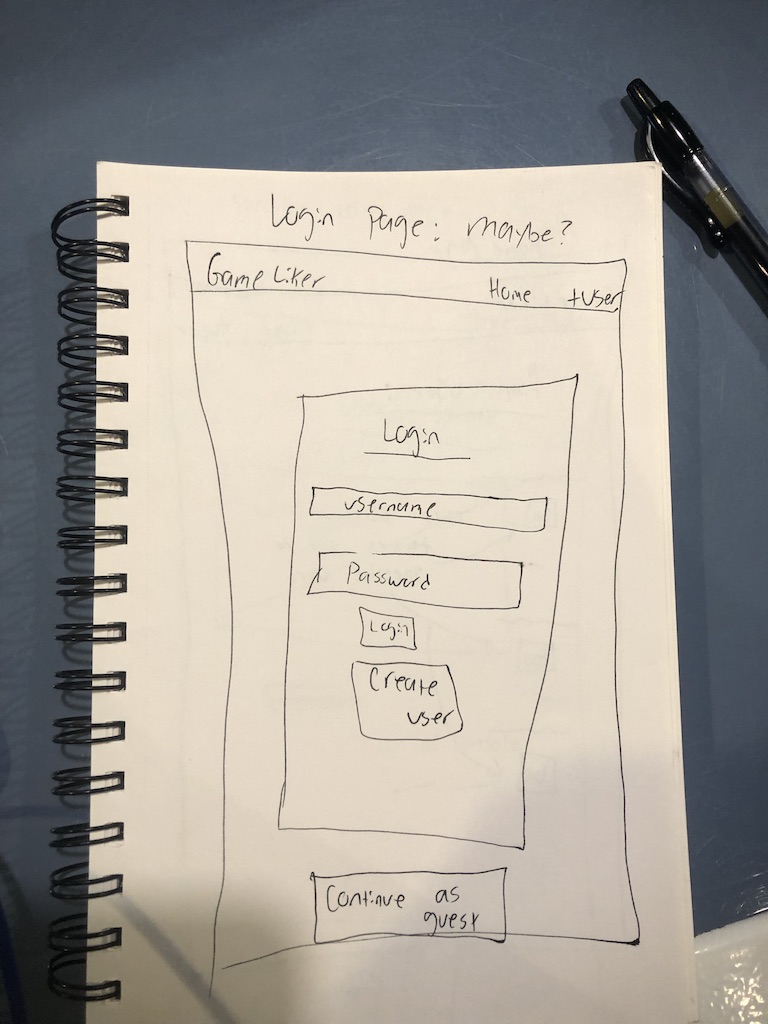 Login Page: maybe?
Game Liker
Home +User
Login
username
Password
Login
Create
user
Continue as
guest